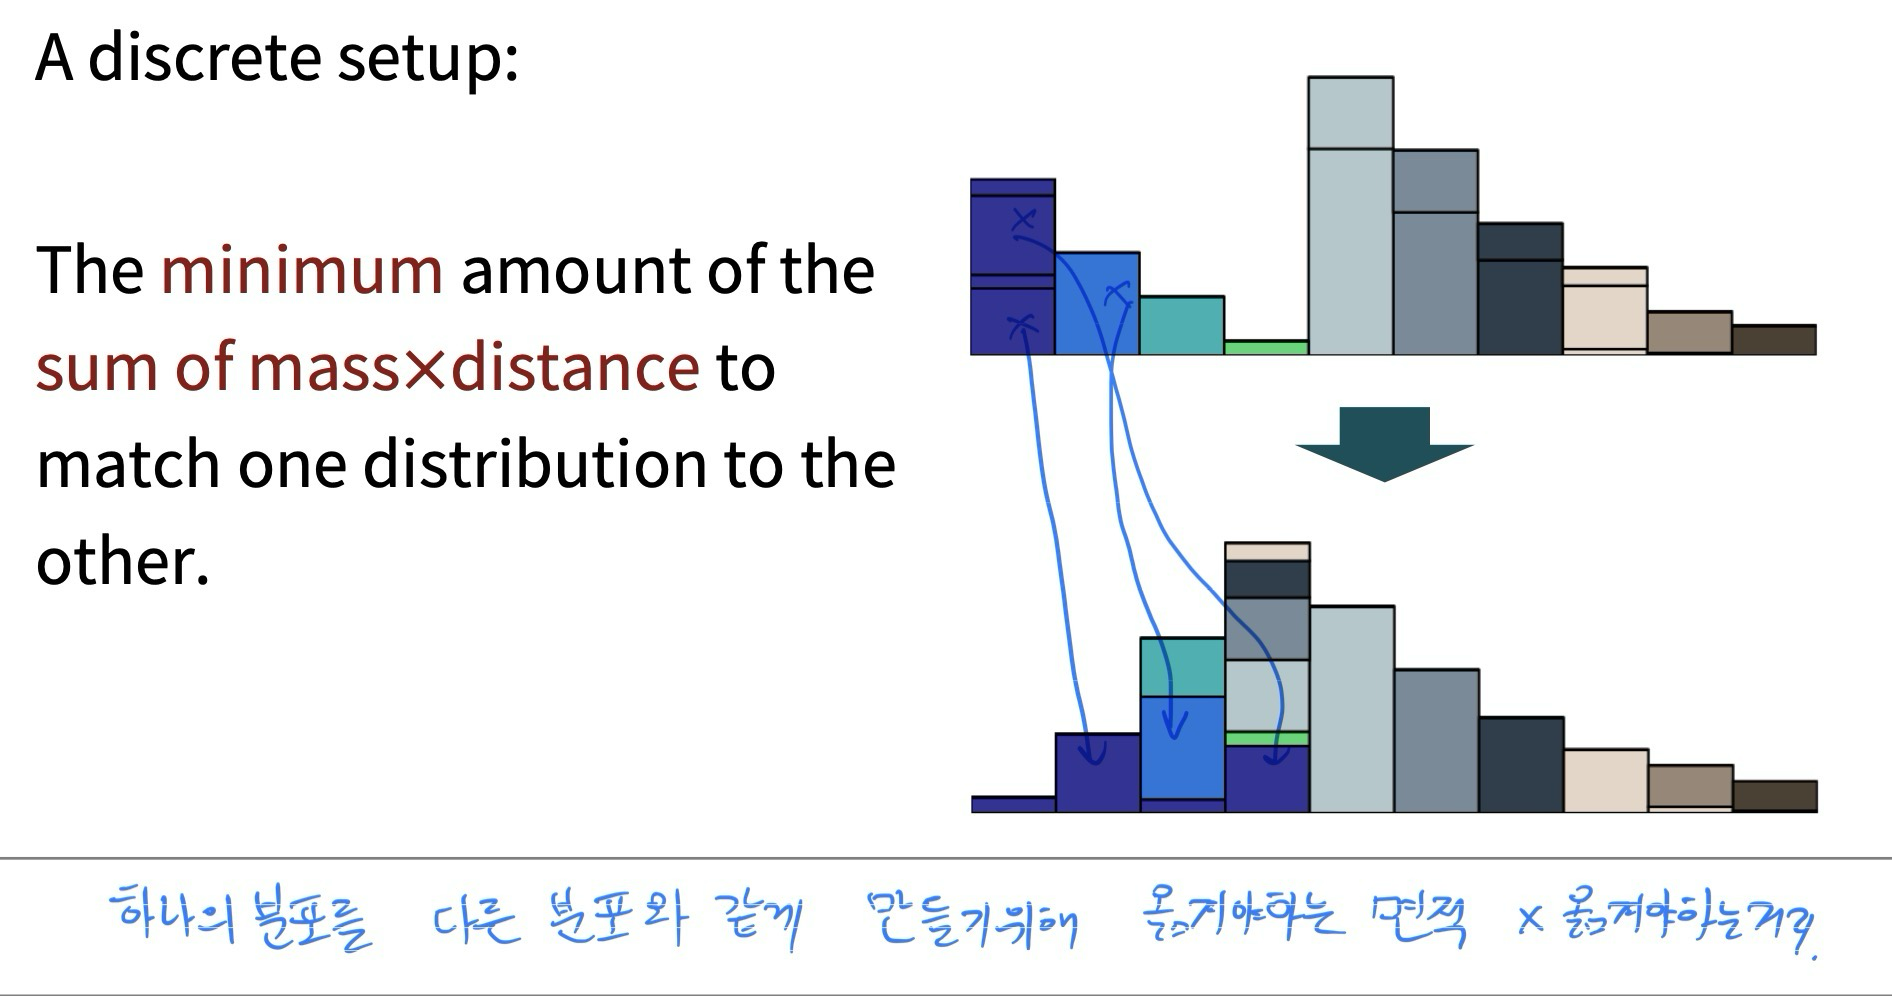 A discrete setup:
The minimum amount of the
sum of mass×distance to
match one distribution to the
other.
하나의 분포를 다른 분포와 같게 만들기위해 옮겨야하는 면적 × 옮겨야하는거리.